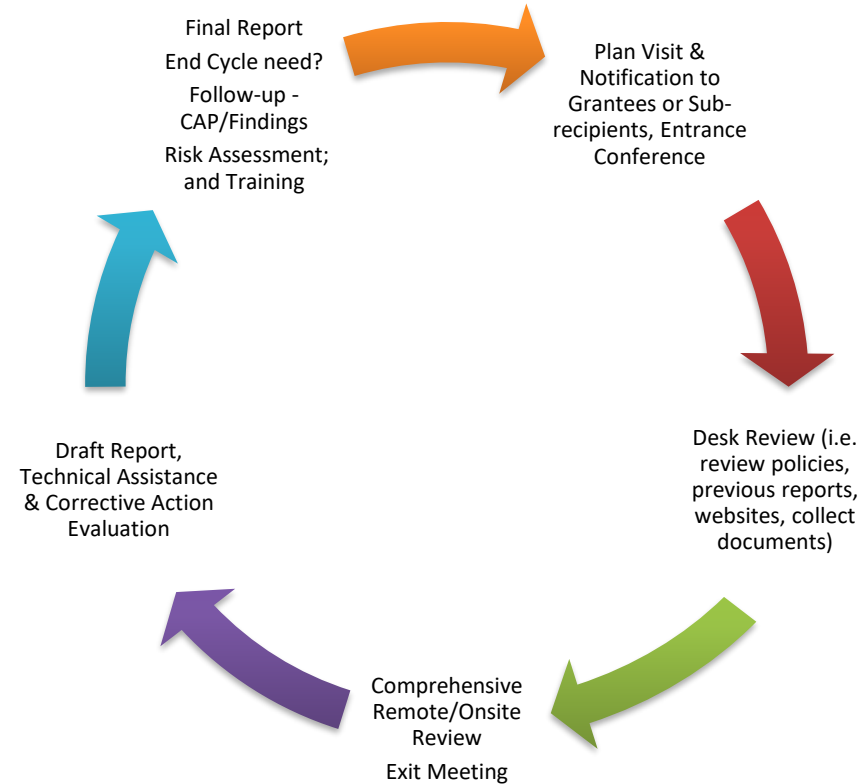 Final Report
End Cycle need?
Follow-up -
CAP/Findings
Risk Assessment;
and Training
Plan Visit &
Notification to
Grantees or Sub-
recipients, Entrance
Conference
Desk Review (i.e.
review policies,
previous reports,
websites, collect
documents)
Comprehensive
Remote/Onsite
Review
Exit Meeting
Draft Report,
Technical Assistance
& Corrective Action
Evaluation